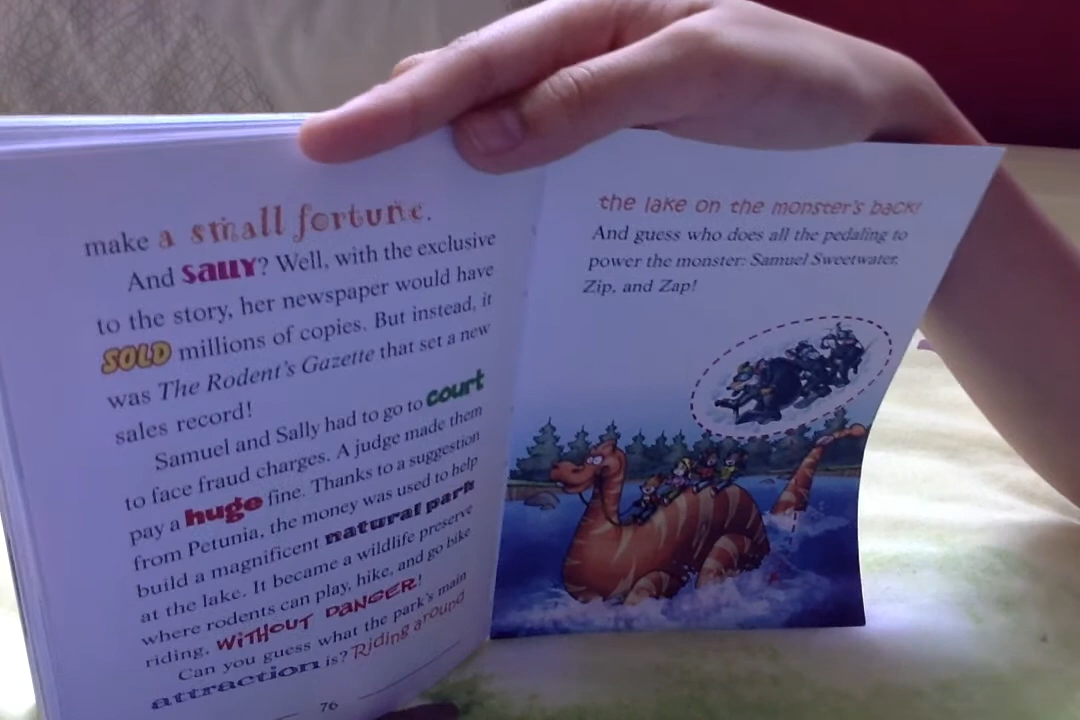 make a small fortune.
And SALLY? Well, with the exclusive
to the story, her newspaper would have
SOLD millions of copies. But instead, it
was The Rodent's Gazette that set a new
sales record!
Samuel and Sally had to go to court
to face fraud charges. A judge made them
pay a huge fine. Thanks to a suggestion
from Petunia, the money was used to help
build a magnificent natural park
at the lake. It became a wildlife preserve
where rodents can play, hike, and go bike
riding, WITHOUT DANGER!
Can you guess what the park's main
attraction is? Riding around
76
the lake on the monster's back!
And guess who does all the pedaling to
power the monster: Samuel Sweetwater,
Zip, and Zap!